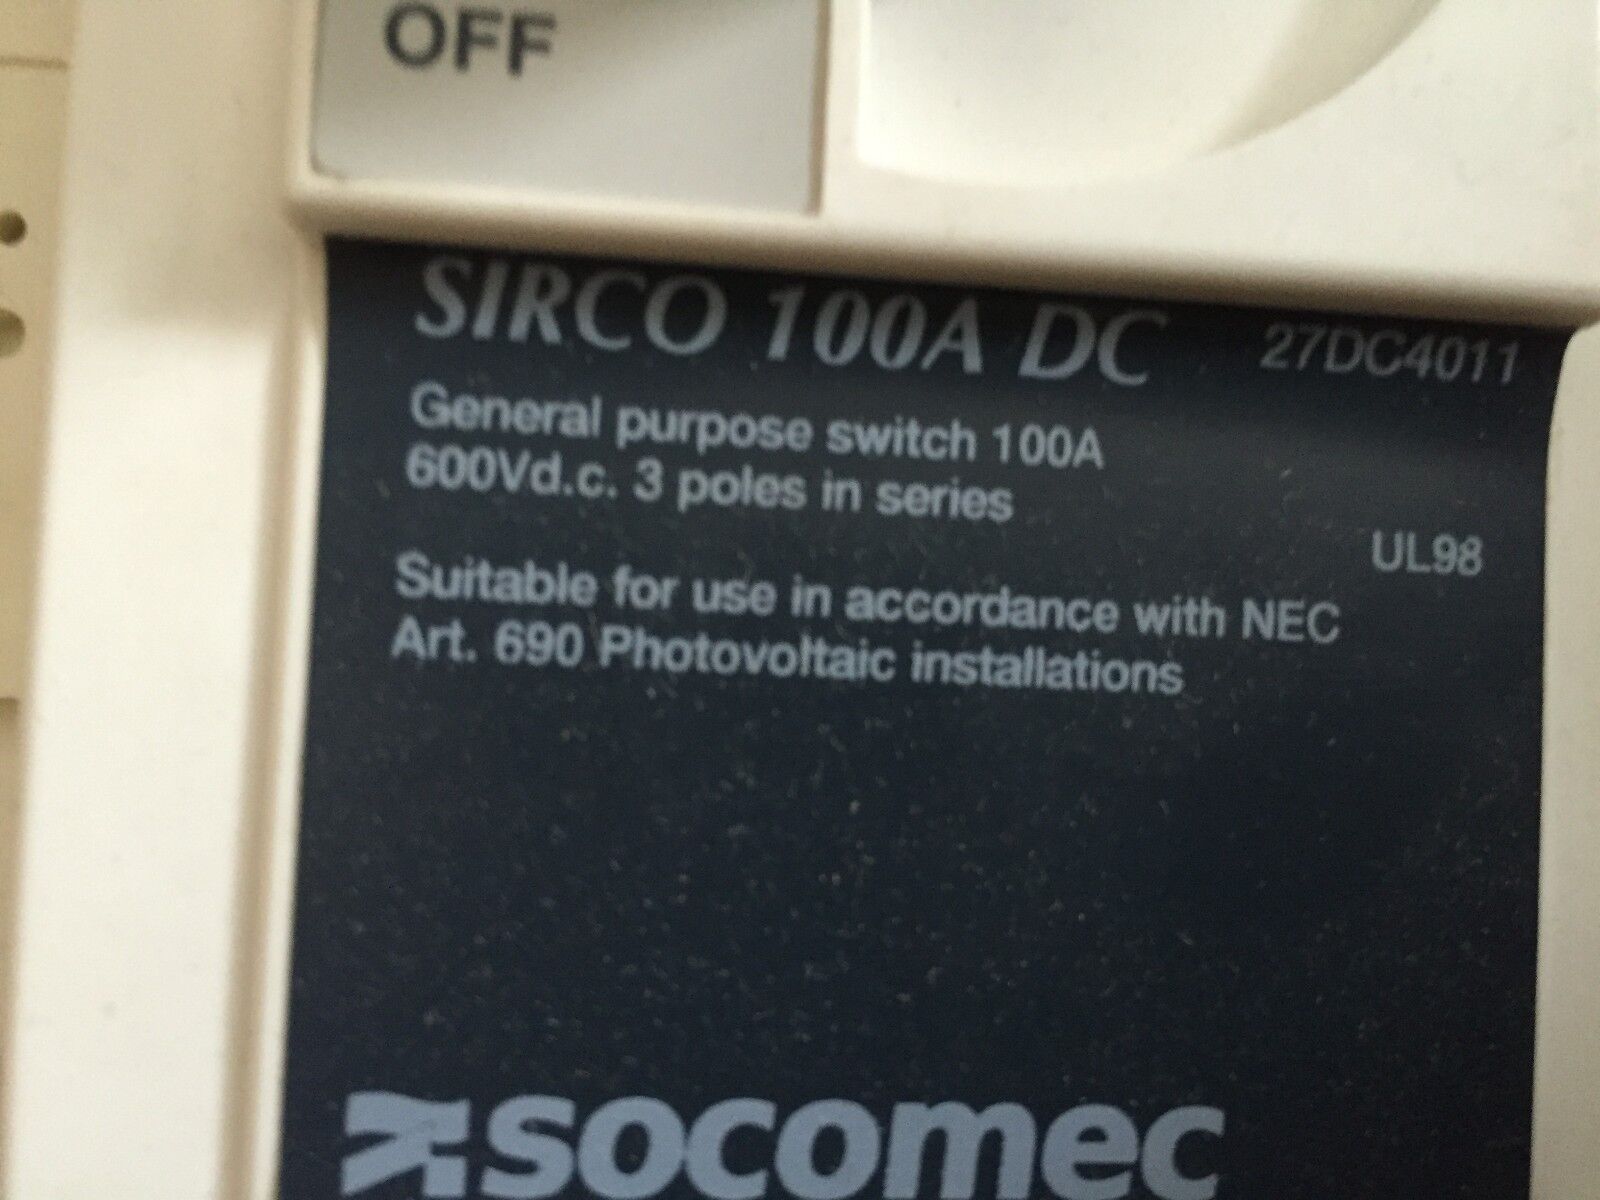 OFF
SIRCO 100A DC 27DC4011
General purpose switch 100A
600Vd.c. 3 poles in series
UL98
Suitable for use in accordance with NEC
Art. 690 Photovoltaic installations
socomec